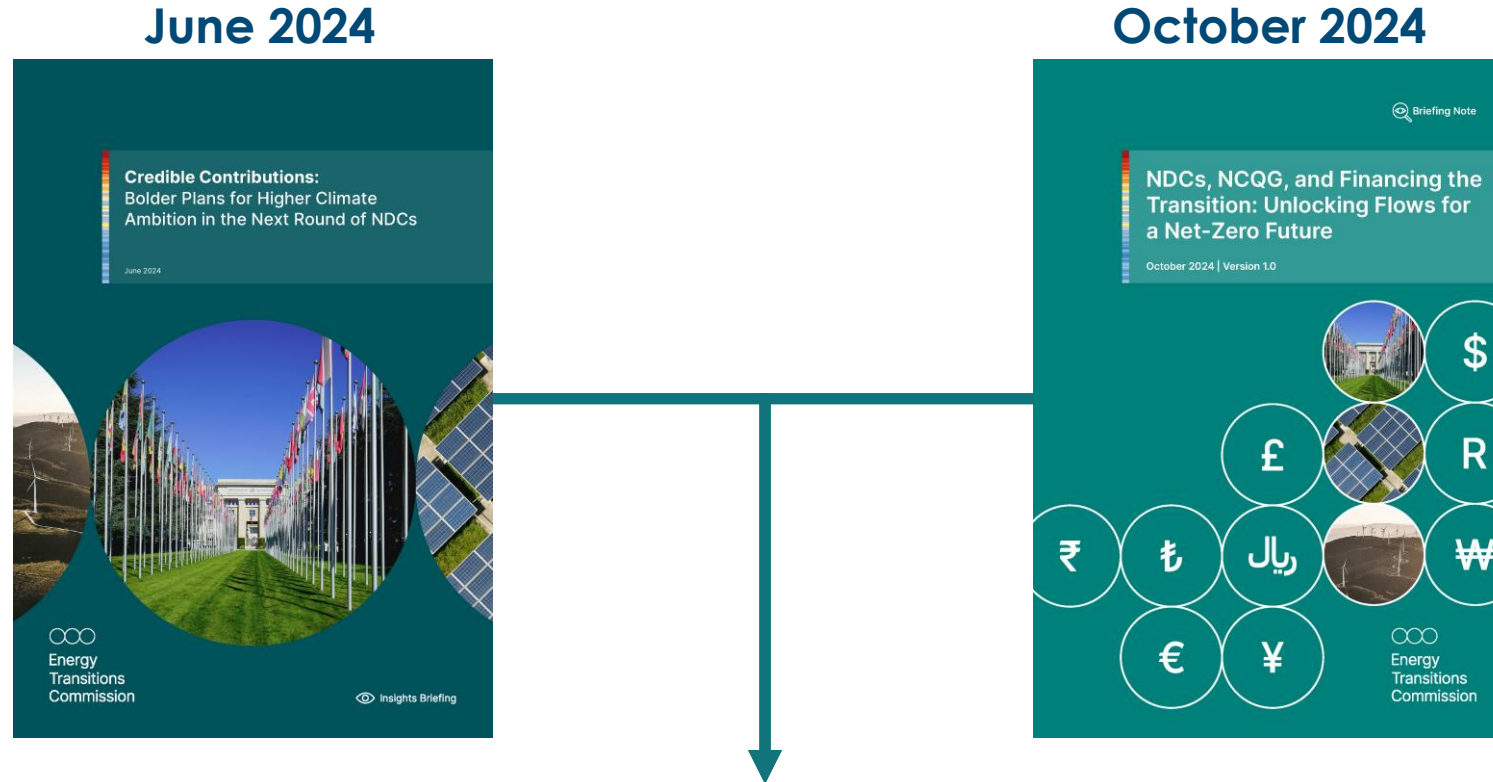 June 2024
October 2024
Credible Contributions:
Bolder Plans for Higher Climate
Ambition in the Next Round of NDCs
June 2024
Energy
Transitions
Commission
Insights Briefing
Briefing Note
NDCs, NCQG, and Financing the
Transition: Unlocking Flows for
a Net-Zero Future
October 2024 | Version 1.0
$
£
R
₹
₺
ریال
₩
€
¥
Energy
Transitions
Commission